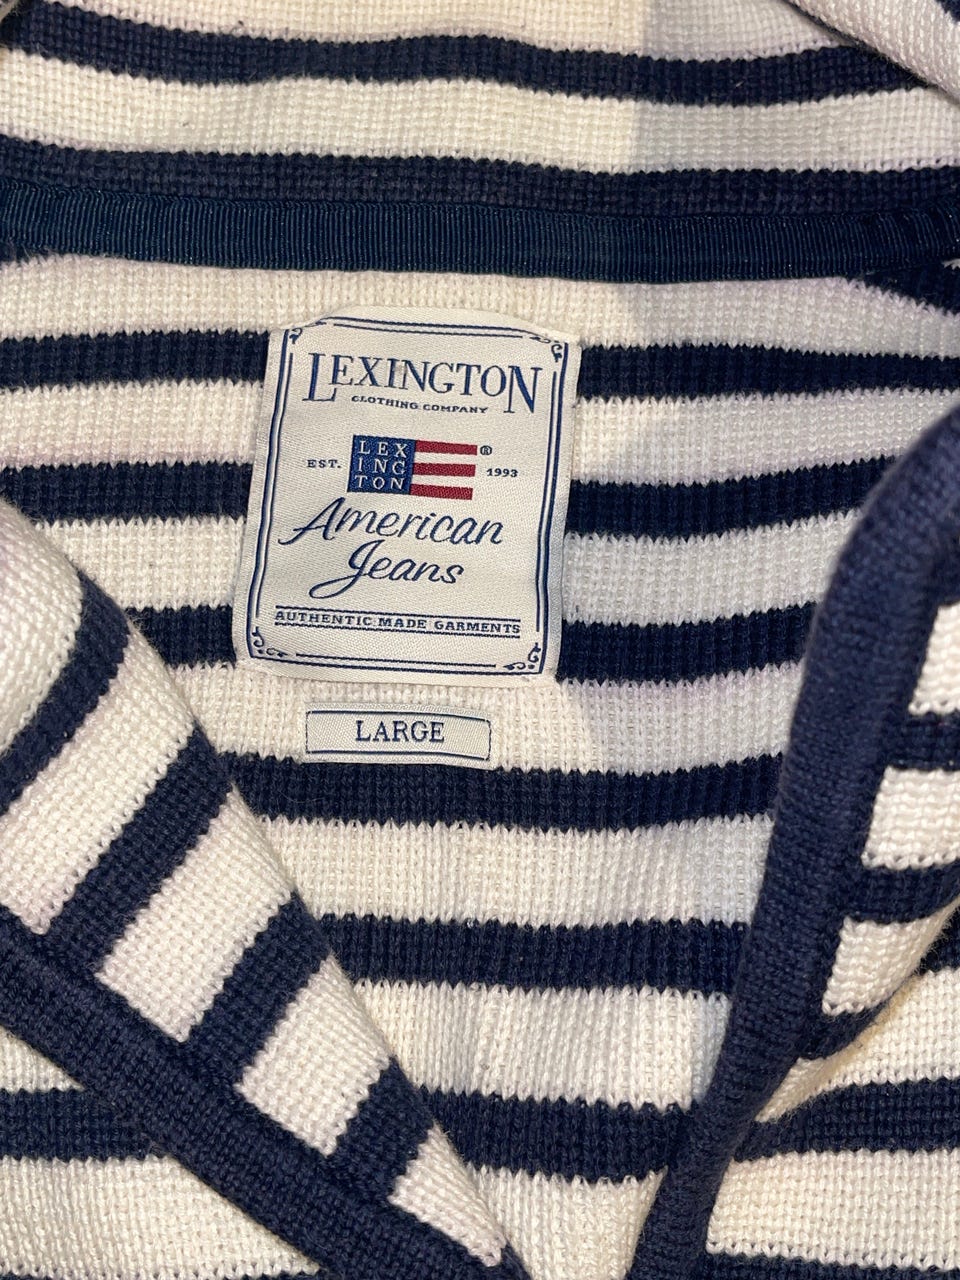 LEXINGTON
CLOTHING COMPANY
EST. LEX ING TON ® 1993
American
Jeans
AUTHENTIC MADE GARMENTS
LARGE